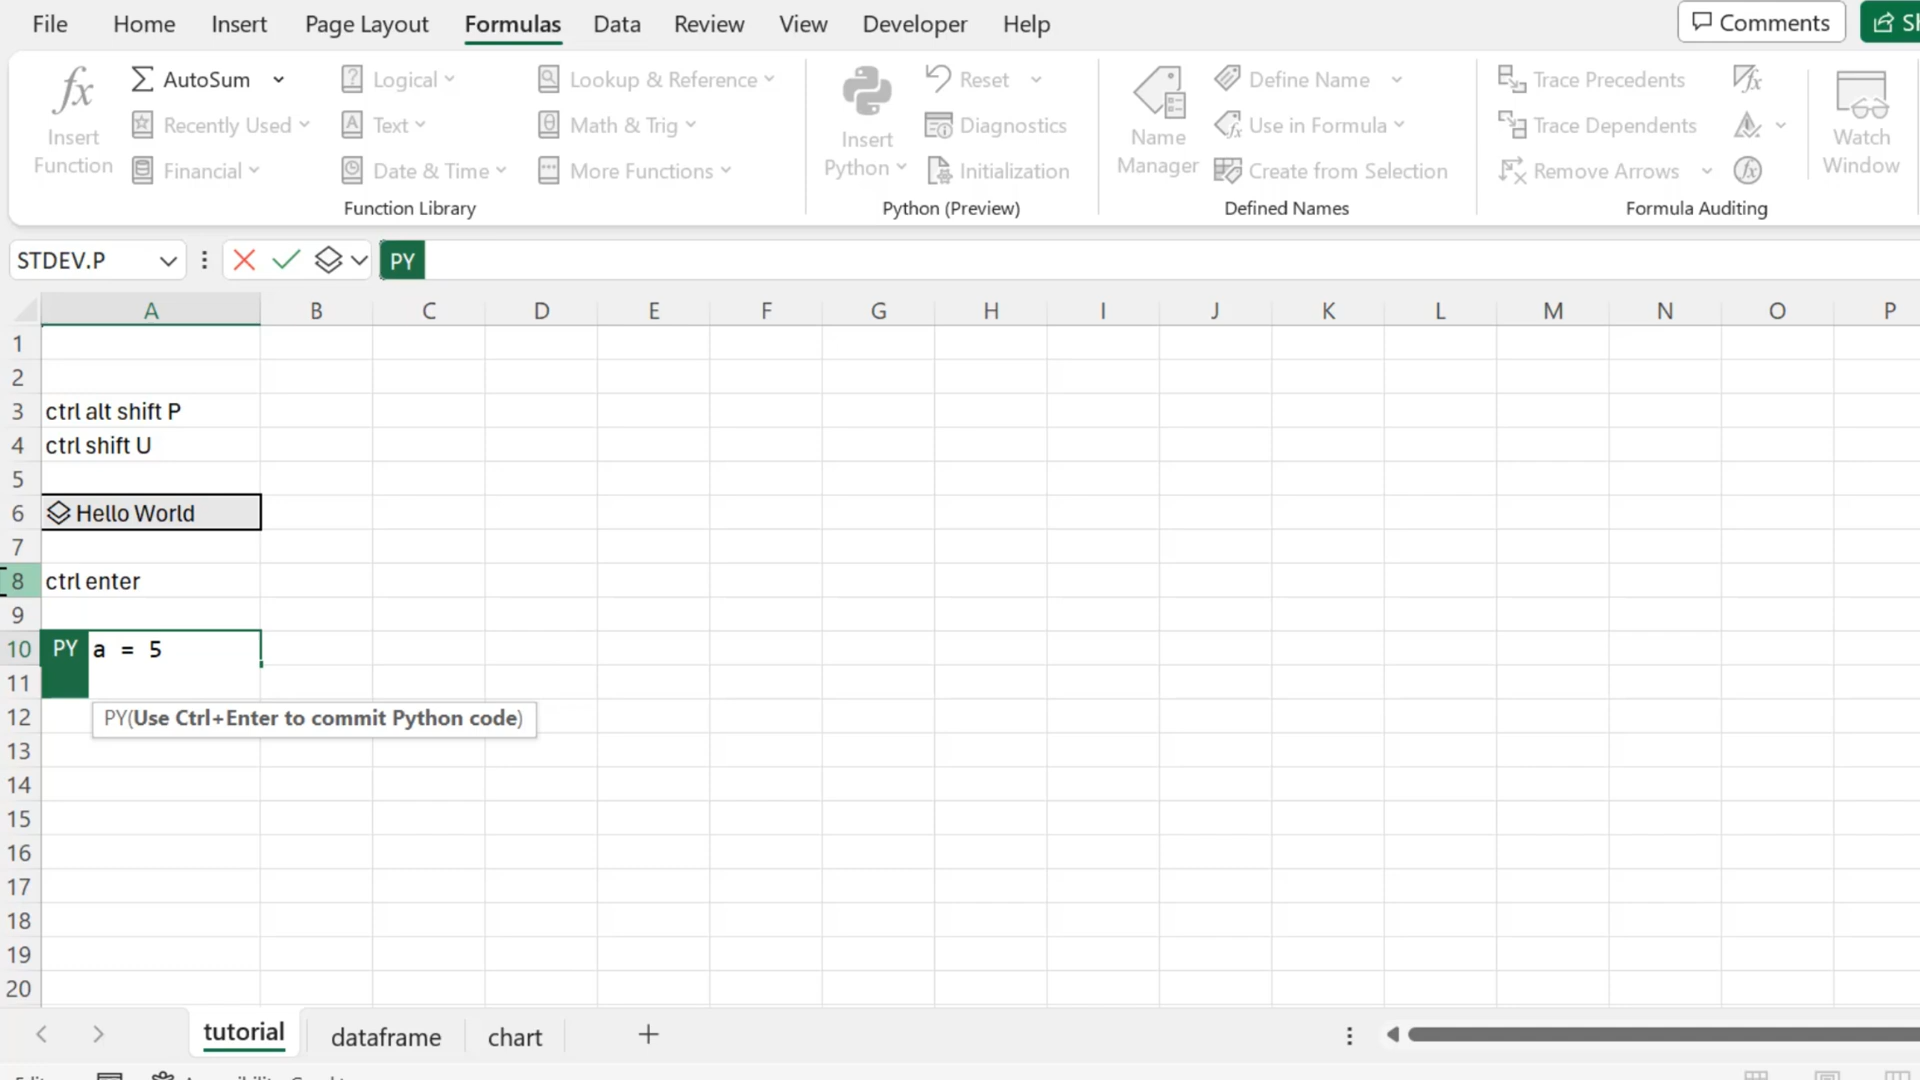 File Home Insert Page Layout Formulas Data Review View Developer Help Comments
AutoSum Logical Lookup & Reference Reset Define Name Trace Precedents
Recently Used Text Math & Trig Diagnostics Use in Formula Trace Dependents
Financial Date & Time More Functions Initialization Create from Selection Remove Arrows
Insert Function
Insert Python
Name Manager
Watch Window
Function Library Python (Preview) Defined Names Formula Auditing
STDEV.P PY
A B C D E F G H I J K L M N O P
1
2
3 ctrl alt shift P
4 ctrl shift U
5
6 Hello World
7
8 ctrl enter
9
10 PY a = 5
11
12 PY(Use Ctrl+Enter to commit Python code)
13
14
15
16
17
18
19
20
tutorial dataframe chart